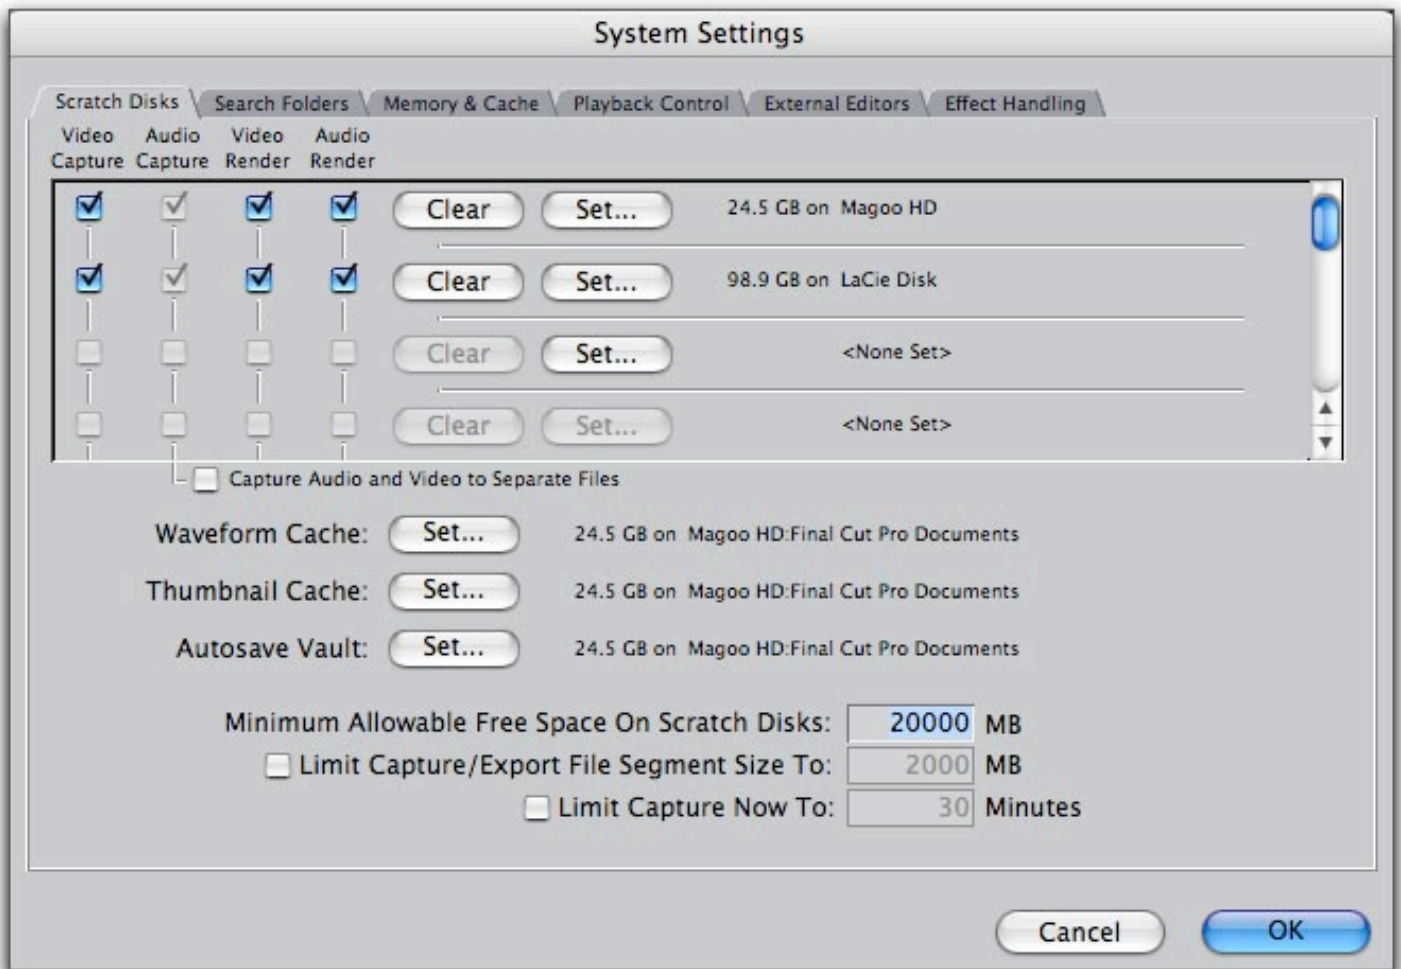 System Settings
Scratch Disks Search Folders Memory & Cache Playback Control External Editors Effect Handling
Video Audio Video Audio
Capture Capture Render Render
Clear Set... 24.5 GB on Magoo HD
Clear Set... 98.9 GB on LaCie Disk
Clear Set... <None Set>
Clear Set... <None Set>
Capture Audio and Video to Separate Files
Waveform Cache: Set... 24.5 GB on Magoo HD:Final Cut Pro Documents
Thumbnail Cache: Set... 24.5 GB on Magoo HD:Final Cut Pro Documents
Autosave Vault: Set... 24.5 GB on Magoo HD:Final Cut Pro Documents
Minimum Allowable Free Space On Scratch Disks: 20000 MB
Limit Capture/Export File Segment Size To: 2000 MB
Limit Capture Now To: 30 Minutes
Cancel OK